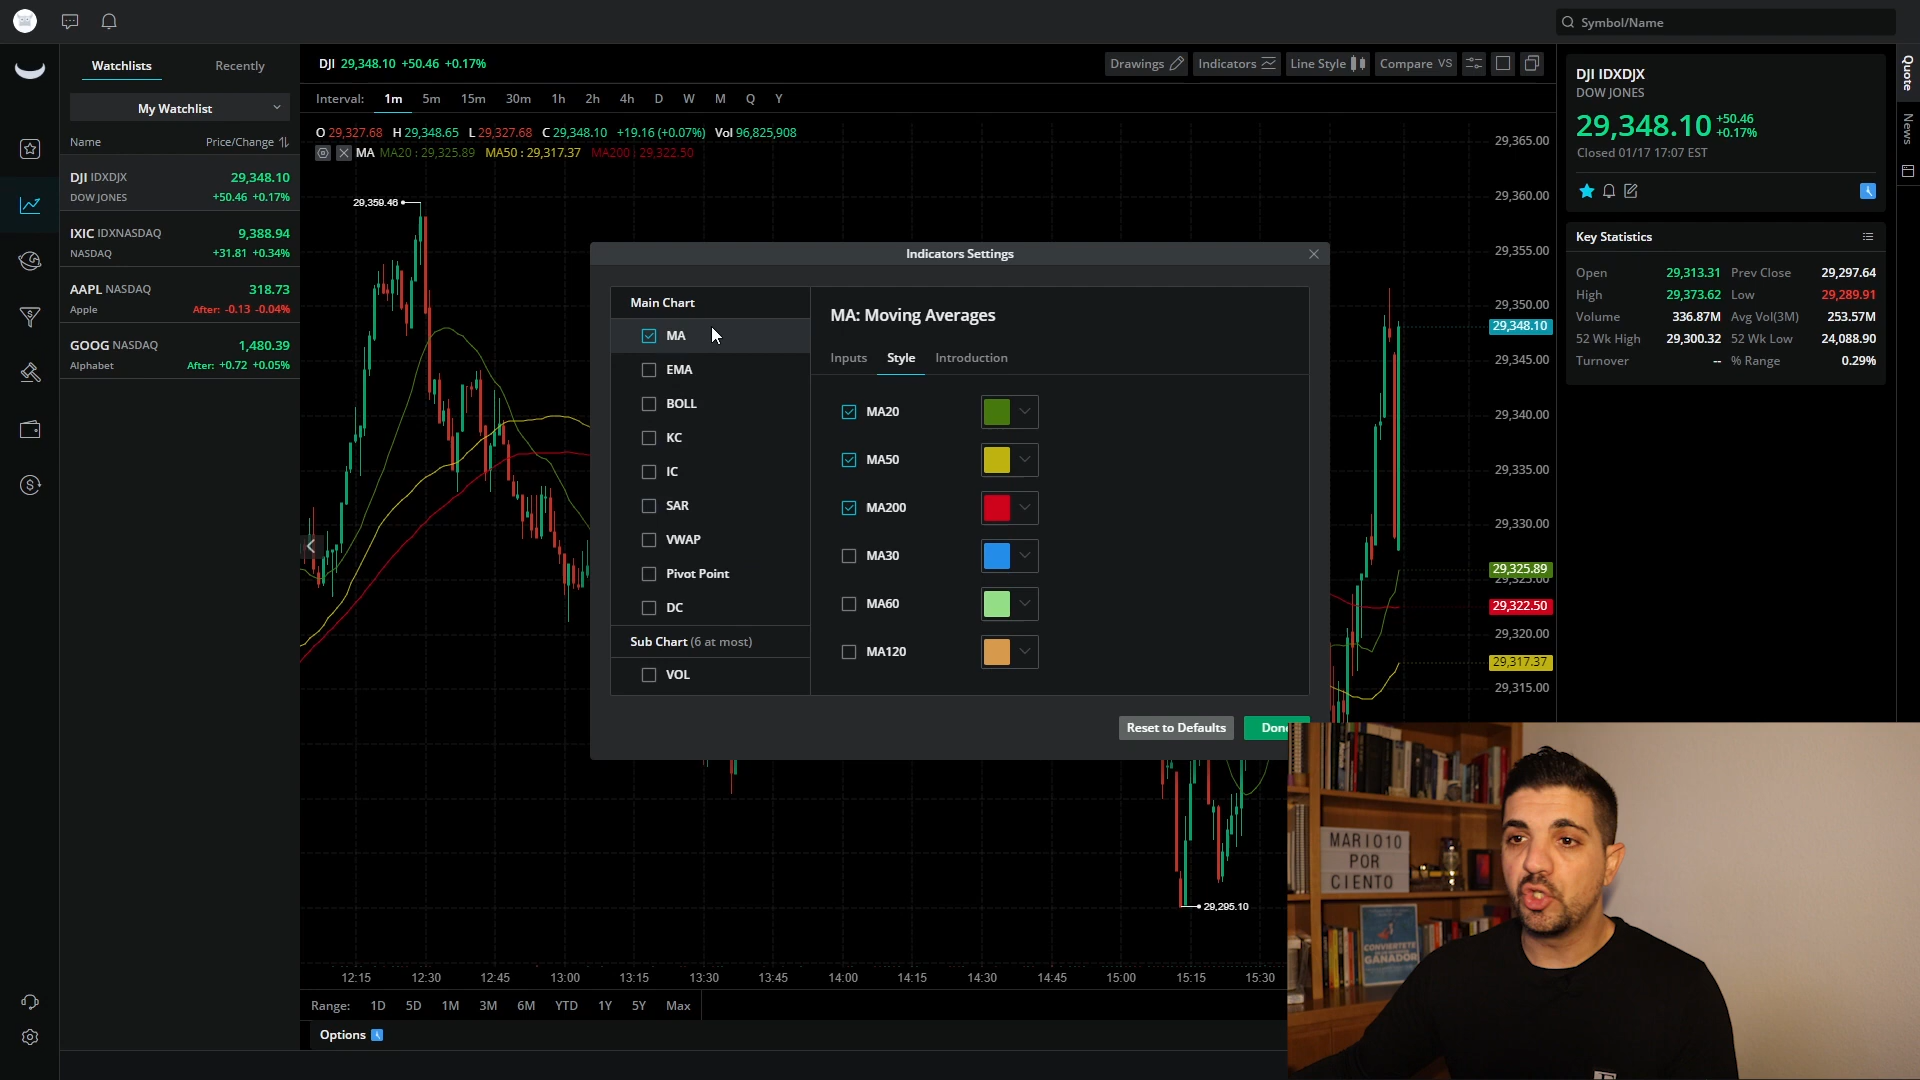 Symbol/Name
Watchlists
Recently
My Watchlist
Name
Price/Change
DJI IDXDJX
29,348.10
DOW JONES
+50.46 +0.17%
IXIC IDXNASDAQ
9,388.94
NASDAQ
+31.81 +0.34%
AAPL NASDAQ
318.73
Apple
After: -0.13 -0.04%
GOOG NASDAQ
1,480.39
Alphabet
After: +0.72 +0.05%
DJI 29,348.10 +50.46 +0.17%
Drawings
Indicators
Line Style
Compare VS
Interval: 1m 5m 15m 30m 1h 2h 4h D W M Q Y
O 29,327.68 H 29,348.65 L 29,327.68 C 29,348.10 +19.16 (+0.07%) Vol 96,825,908
MA MA20 : 29,325.89 MA50 : 29,317.37 MA200 : 29,322.50
29,359.46
29,295.10
Indicators Settings
Main Chart
MA
EMA
BOLL
KC
IC
SAR
VWAP
Pivot Point
DC
Sub Chart (6 at most)
VOL
MA: Moving Averages
Inputs
Style
Introduction
MA20
MA50
MA200
MA30
MA60
MA120
Reset to Defaults
Done
29,365.00
29,360.00
29,355.00
29,350.00
29,348.10
29,345.00
29,340.00
29,335.00
29,330.00
29,325.89
29,325.00
29,322.50
29,320.00
29,317.37
29,315.00
12:15 12:30 12:45 13:00 13:15 13:30 13:45 14:00 14:15 14:30 14:45 15:00 15:15 15:30
Range: 1D 5D 1M 3M 6M YTD 1Y 5Y Max
Options
DJI IDXDJX
DOW JONES
29,348.10 +50.46
+0.17%
Closed 01/17 17:07 EST
Key Statistics
Open 29,313.31 Prev Close 29,297.64
High 29,373.62 Low 29,289.91
Volume 336.87M Avg Vol(3M) 253.57M
52 Wk High 29,300.32 52 Wk Low 24,088.90
Turnover -- % Range 0.29%
Quote
News
MARIO10
POR
CIENTO
CONVIERTETE
GANADOR